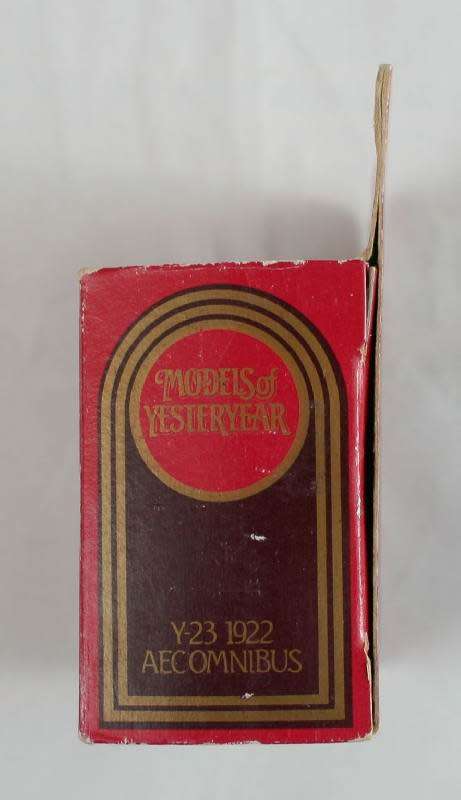 MODELS of
YESTERYEAR
Y-23 1922
AEC OMNIBUS